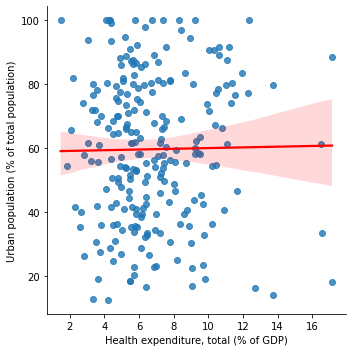 100
80
60
40
20
Urban population (% of total population)
2 4 6 8 10 12 14 16
Health expenditure, total (% of GDP)